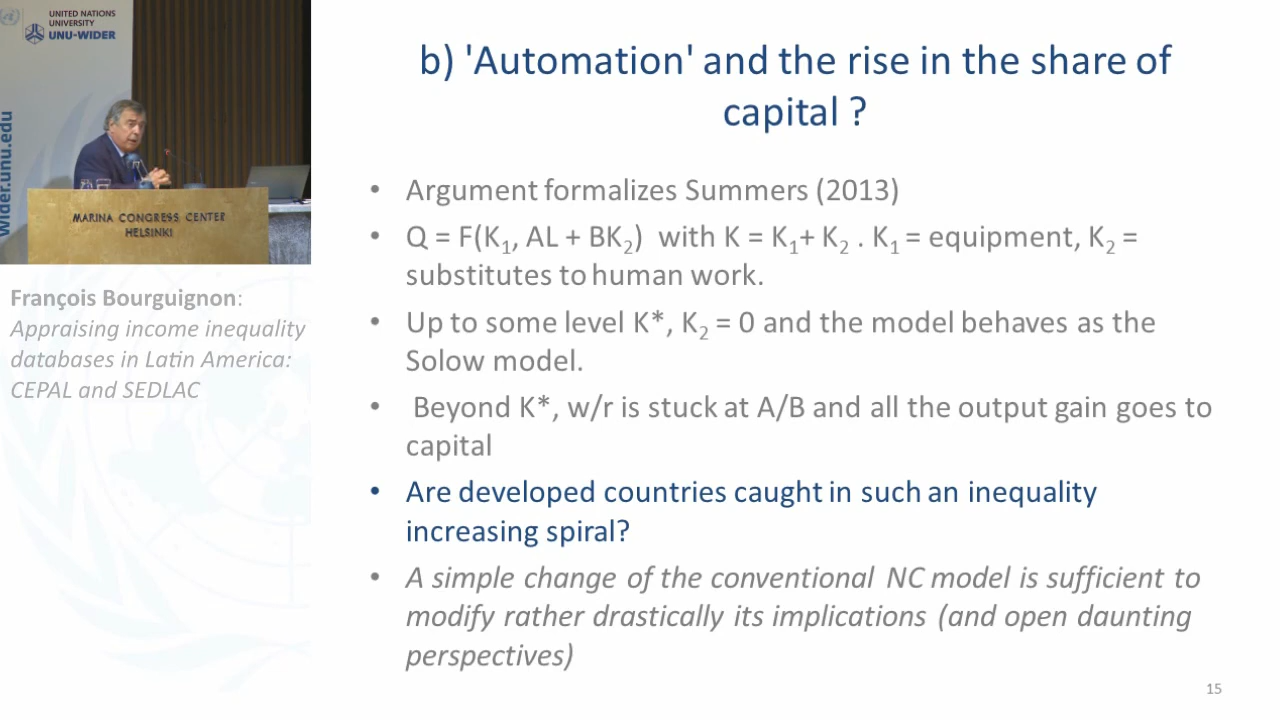 UNITED NATIONS
UNIVERSITY
UNU-WIDER
wider.unu.edu
MARINA CONGRESS CENTER
HELSINKI
François Bourguignon:
Appraising income inequality
databases in Latin America:
CEPAL and SEDLAC
b) 'Automation' and the rise in the share of
capital ?
• Argument formalizes Summers (2013)
• Q = F(K₁, AL + BK₂) with K = K₁+ K₂ . K₁ = equipment, K₂ =
substitutes to human work.
• Up to some level K*, K₂ = 0 and the model behaves as the
Solow model.
• Beyond K*, w/r is stuck at A/B and all the output gain goes to
capital
• Are developed countries caught in such an inequality
increasing spiral?
• A simple change of the conventional NC model is sufficient to
modify rather drastically its implications (and open daunting
perspectives)
15